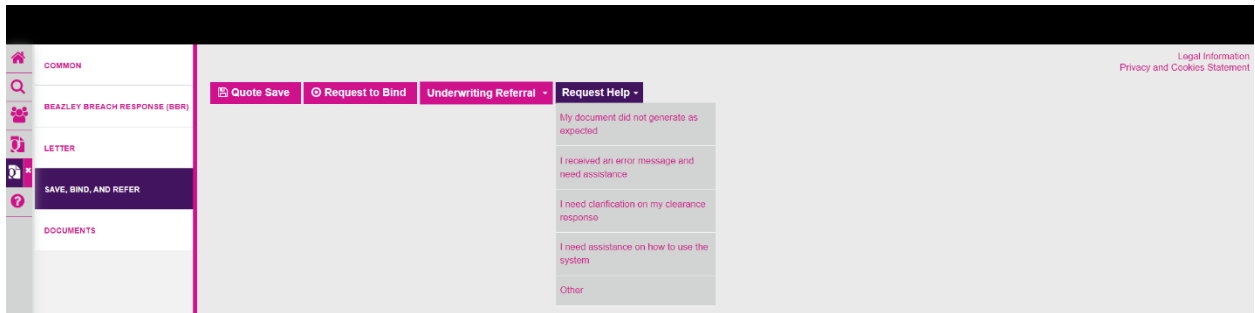 Legal Information
Privacy and Cookies Statement
COMMON
BEAZLEY BREACH RESPONSE (BBR)
LETTER
SAVE, BIND, AND REFER
DOCUMENTS
Quote Save
Request to Bind
Underwriting Referral
Request Help
My document did not generate as
expected
I received an error message and
need assistance
I need clarification on my clearance
response
I need assistance on how to use the
system
Other